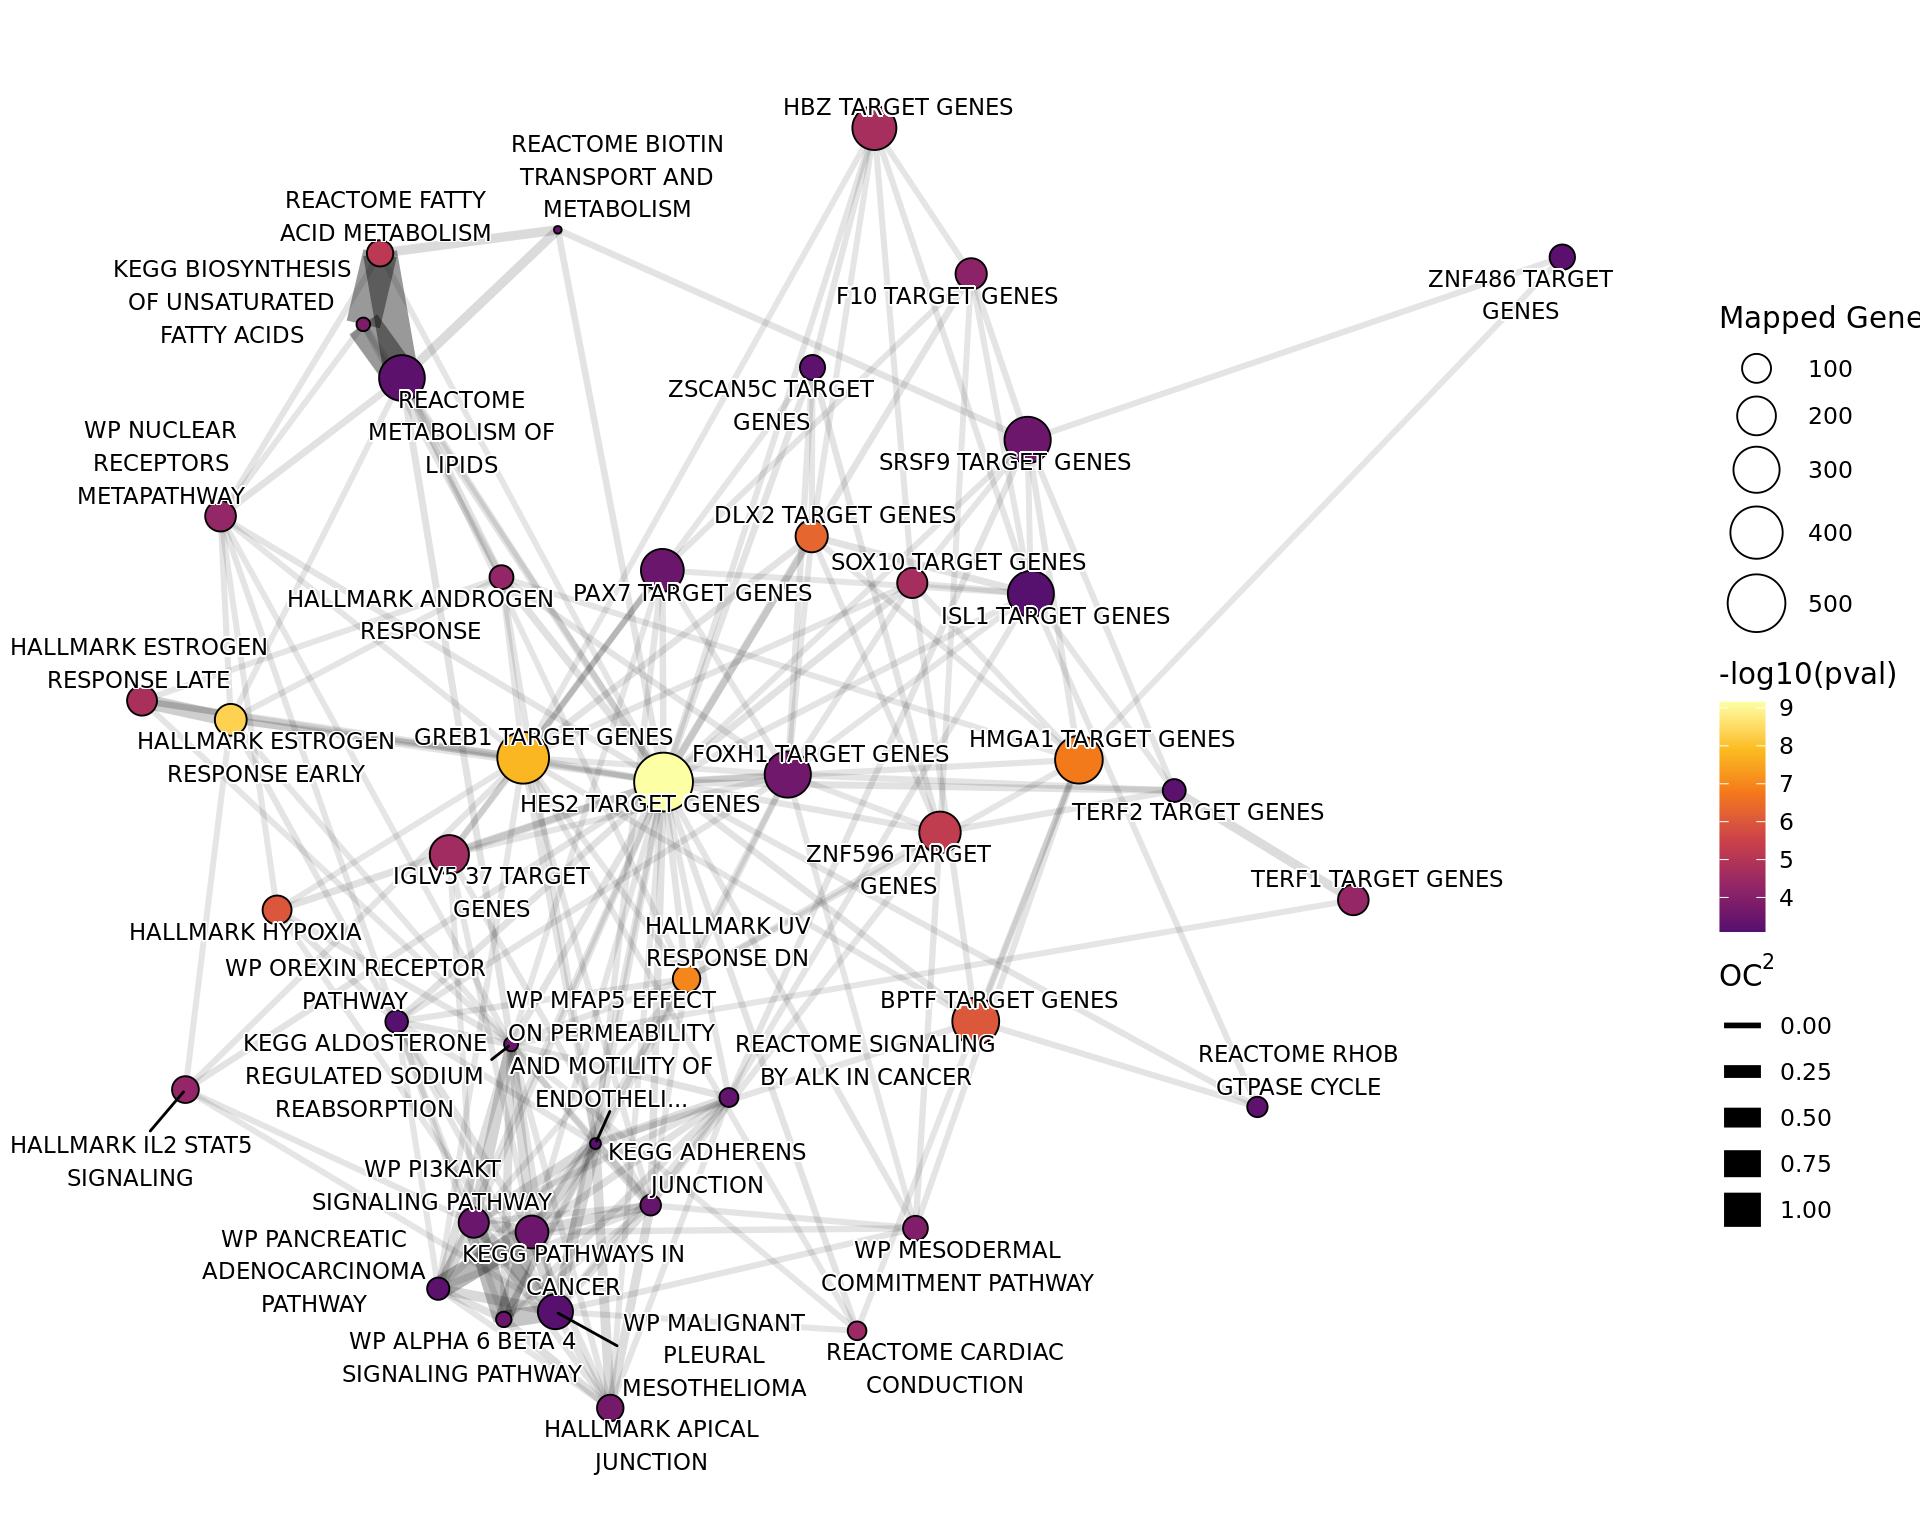 HBZ TARGET GENES
REACTOME BIOTIN
TRANSPORT AND
METABOLISM
REACTOME FATTY
ACID METABOLISM
KEGG BIOSYNTHESIS
OF UNSATURATED
FATTY ACIDS
F10 TARGET GENES
ZNF486 TARGET
GENES
ZSCAN5C TARGET
GENES
REACTOME
METABOLISM OF
LIPIDS
WP NUCLEAR
RECEPTORS
METAPATHWAY
SRSF9 TARGET GENES
DLX2 TARGET GENES
SOX10 TARGET GENES
PAX7 TARGET GENES
HALLMARK ANDROGEN
RESPONSE
ISL1 TARGET GENES
HALLMARK ESTROGEN
RESPONSE LATE
HALLMARK ESTROGEN
RESPONSE EARLY
GREB1 TARGET GENES
FOXH1 TARGET GENES
HMGA1 TARGET GENES
HES2 TARGET GENES
TERF2 TARGET GENES
ZNF596 TARGET
GENES
IGLV5 37 TARGET
GENES
TERF1 TARGET GENES
HALLMARK HYPOXIA
HALLMARK UV
RESPONSE DN
WP OREXIN RECEPTOR
PATHWAY
WP MFAP5 EFFECT
ON PERMEABILITY
AND MOTILITY OF
ENDOTHELI...
BPTF TARGET GENES
KEGG ALDOSTERONE
REGULATED SODIUM
REABSORPTION
REACTOME SIGNALING
BY ALK IN CANCER
REACTOME RHOB
GTPASE CYCLE
HALLMARK IL2 STAT5
SIGNALING
KEGG ADHERENS
JUNCTION
WP PI3KAKT
SIGNALING PATHWAY
WP PANCREATIC
ADENOCARCINOMA
PATHWAY
KEGG PATHWAYS IN
CANCER
WP MESODERMAL
COMMITMENT PATHWAY
WP ALPHA 6 BETA 4
SIGNALING PATHWAY
WP MALIGNANT
PLEURAL
MESOTHELIOMA
REACTOME CARDIAC
CONDUCTION
HALLMARK APICAL
JUNCTION
Mapped Gene
100
200
300
400
500
-log10(pval)
9
8
7
6
5
4
OC²
0.00
0.25
0.50
0.75
1.00